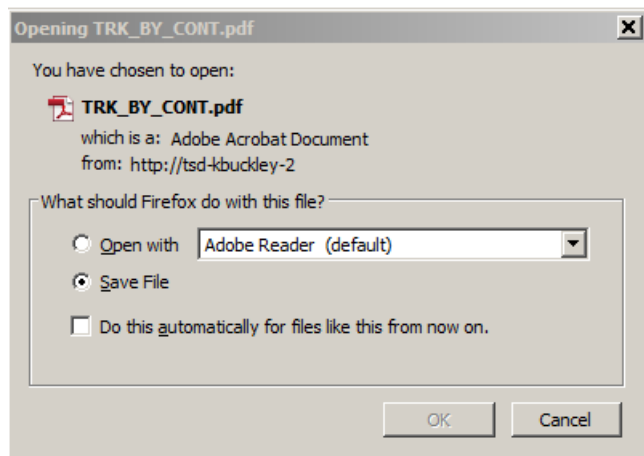 Opening TRK_BY_CONT.pdf
You have chosen to open:
TRK_BY_CONT.pdf
which is a: Adobe Acrobat Document
from: http://tsd-kbuckley-2
What should Firefox do with this file?
Open with Adobe Reader (default)
Save File
Do this automatically for files like this from now on.
OK Cancel